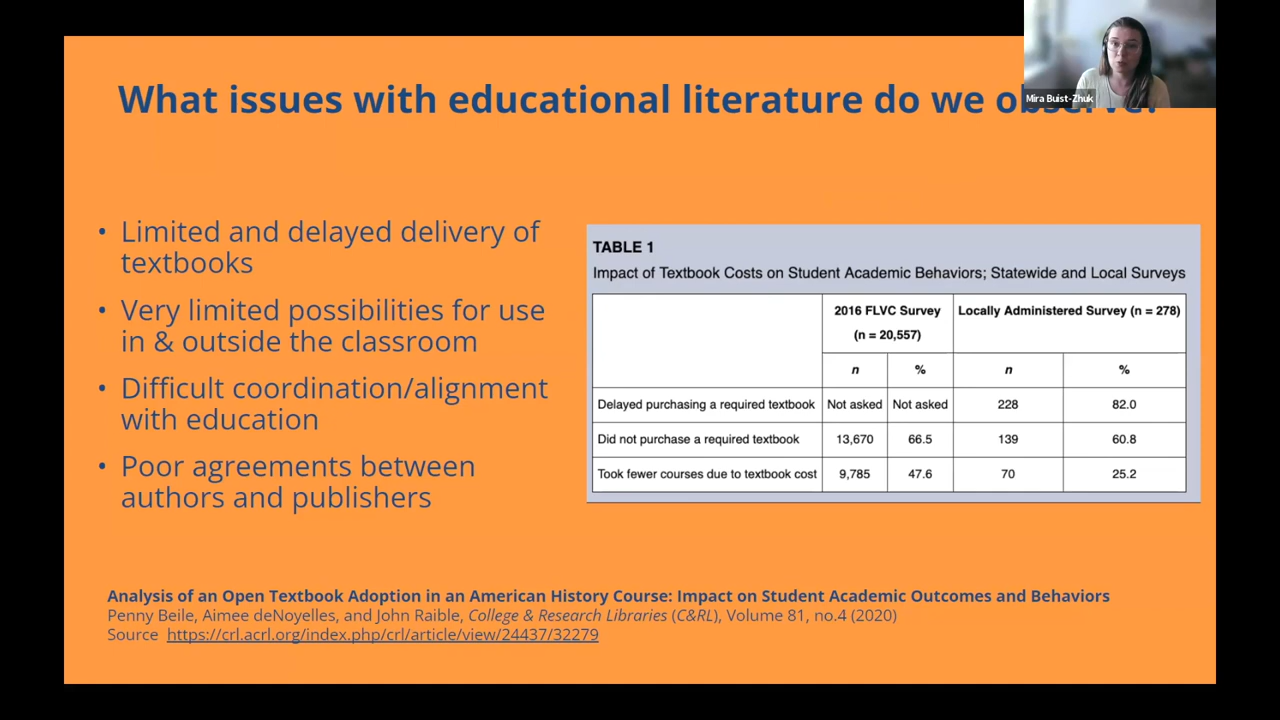 What issues with educational literature do we
Mira Buist-Zhuk
• Limited and delayed delivery of
textbooks
• Very limited possibilities for use
in & outside the classroom
• Difficult coordination/alignment
with education
• Poor agreements between
authors and publishers
TABLE 1
Impact of Textbook Costs on Student Academic Behaviors; Statewide and Local Surveys
2016 FLVC Survey Locally Administered Survey (n = 278)
(n = 20,557)
n % n %
Delayed purchasing a required textbook Not asked Not asked 228 82.0
Did not purchase a required textbook 13,670 66.5 139 60.8
Took fewer courses due to textbook cost 9,785 47.6 70 25.2
Analysis of an Open Textbook Adoption in an American History Course: Impact on Student Academic Outcomes and Behaviors
Penny Beile, Aimee deNoyelles, and John Raible, College & Research Libraries (C&RL), Volume 81, no.4 (2020)
Source https://crl.acrl.org/index.php/crl/article/view/24437/32279